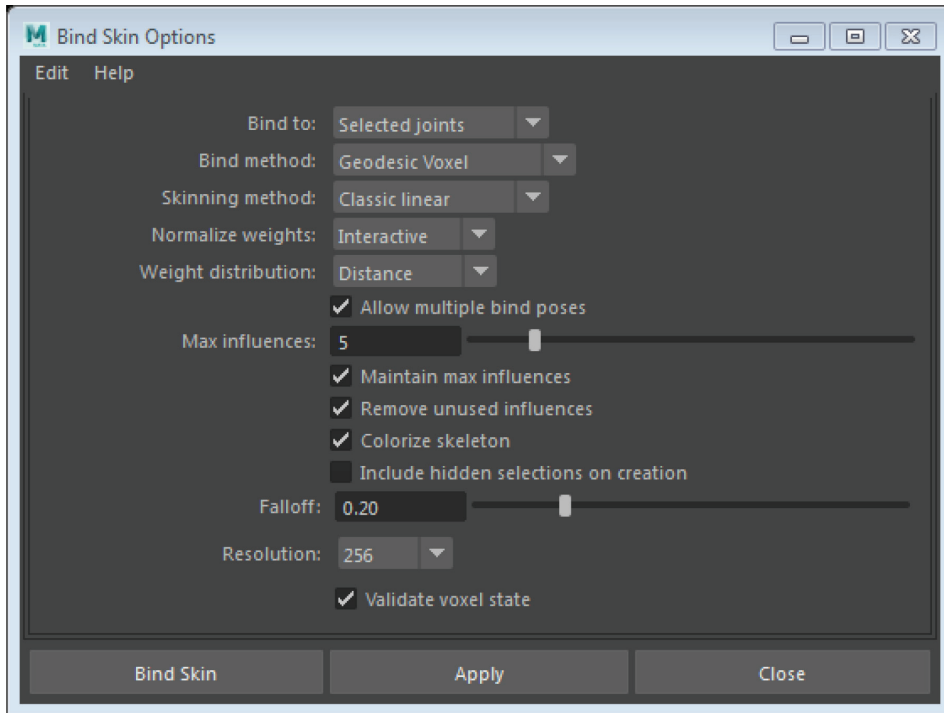 Bind Skin Options
Edit Help
Bind to: Selected joints
Bind method: Geodesic Voxel
Skinning method: Classic linear
Normalize weights: Interactive
Weight distribution: Distance
Allow multiple bind poses
Max influences: 5
Maintain max influences
Remove unused influences
Colorize skeleton
Include hidden selections on creation
Falloff: 0.20
Resolution: 256
Validate voxel state
Bind Skin Apply Close